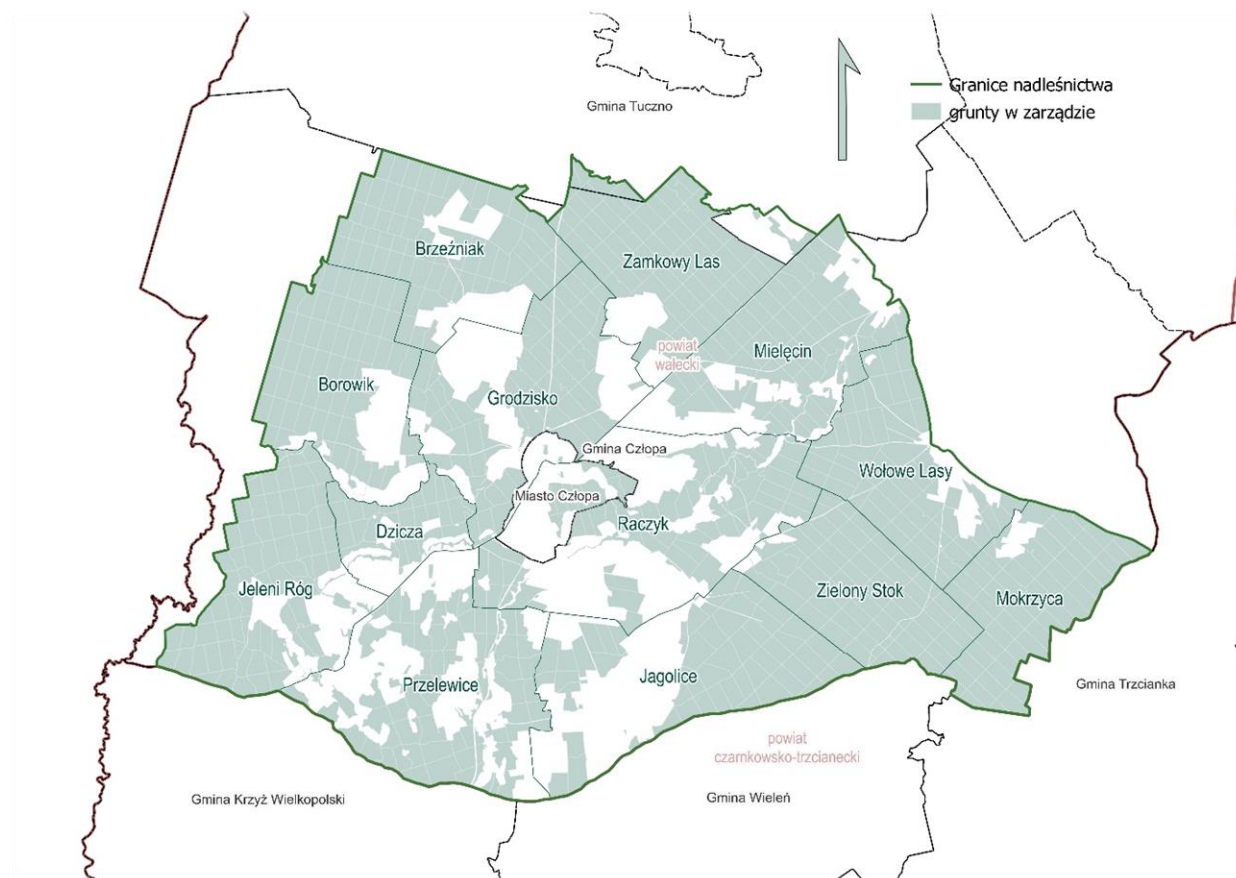 Granice nadleśnictwa
grunty w zarządzie
Gmina Tuczno
Brzeźniak
Zamkowy Las
powiat
wałecki
Mielęcin
Borowik
Grodzisko
Gmina Człopa
Wołowe Lasy
Miasto Człopa
Raczyk
Dzicza
Jeleni Róg
Zielony Stok
Mokrzyca
Przelewice
Jagolice
Gmina Trzcianka
powiat
czarnkowsko-trzcianecki
Gmina Krzyż Wielkopolski
Gmina Wieleń